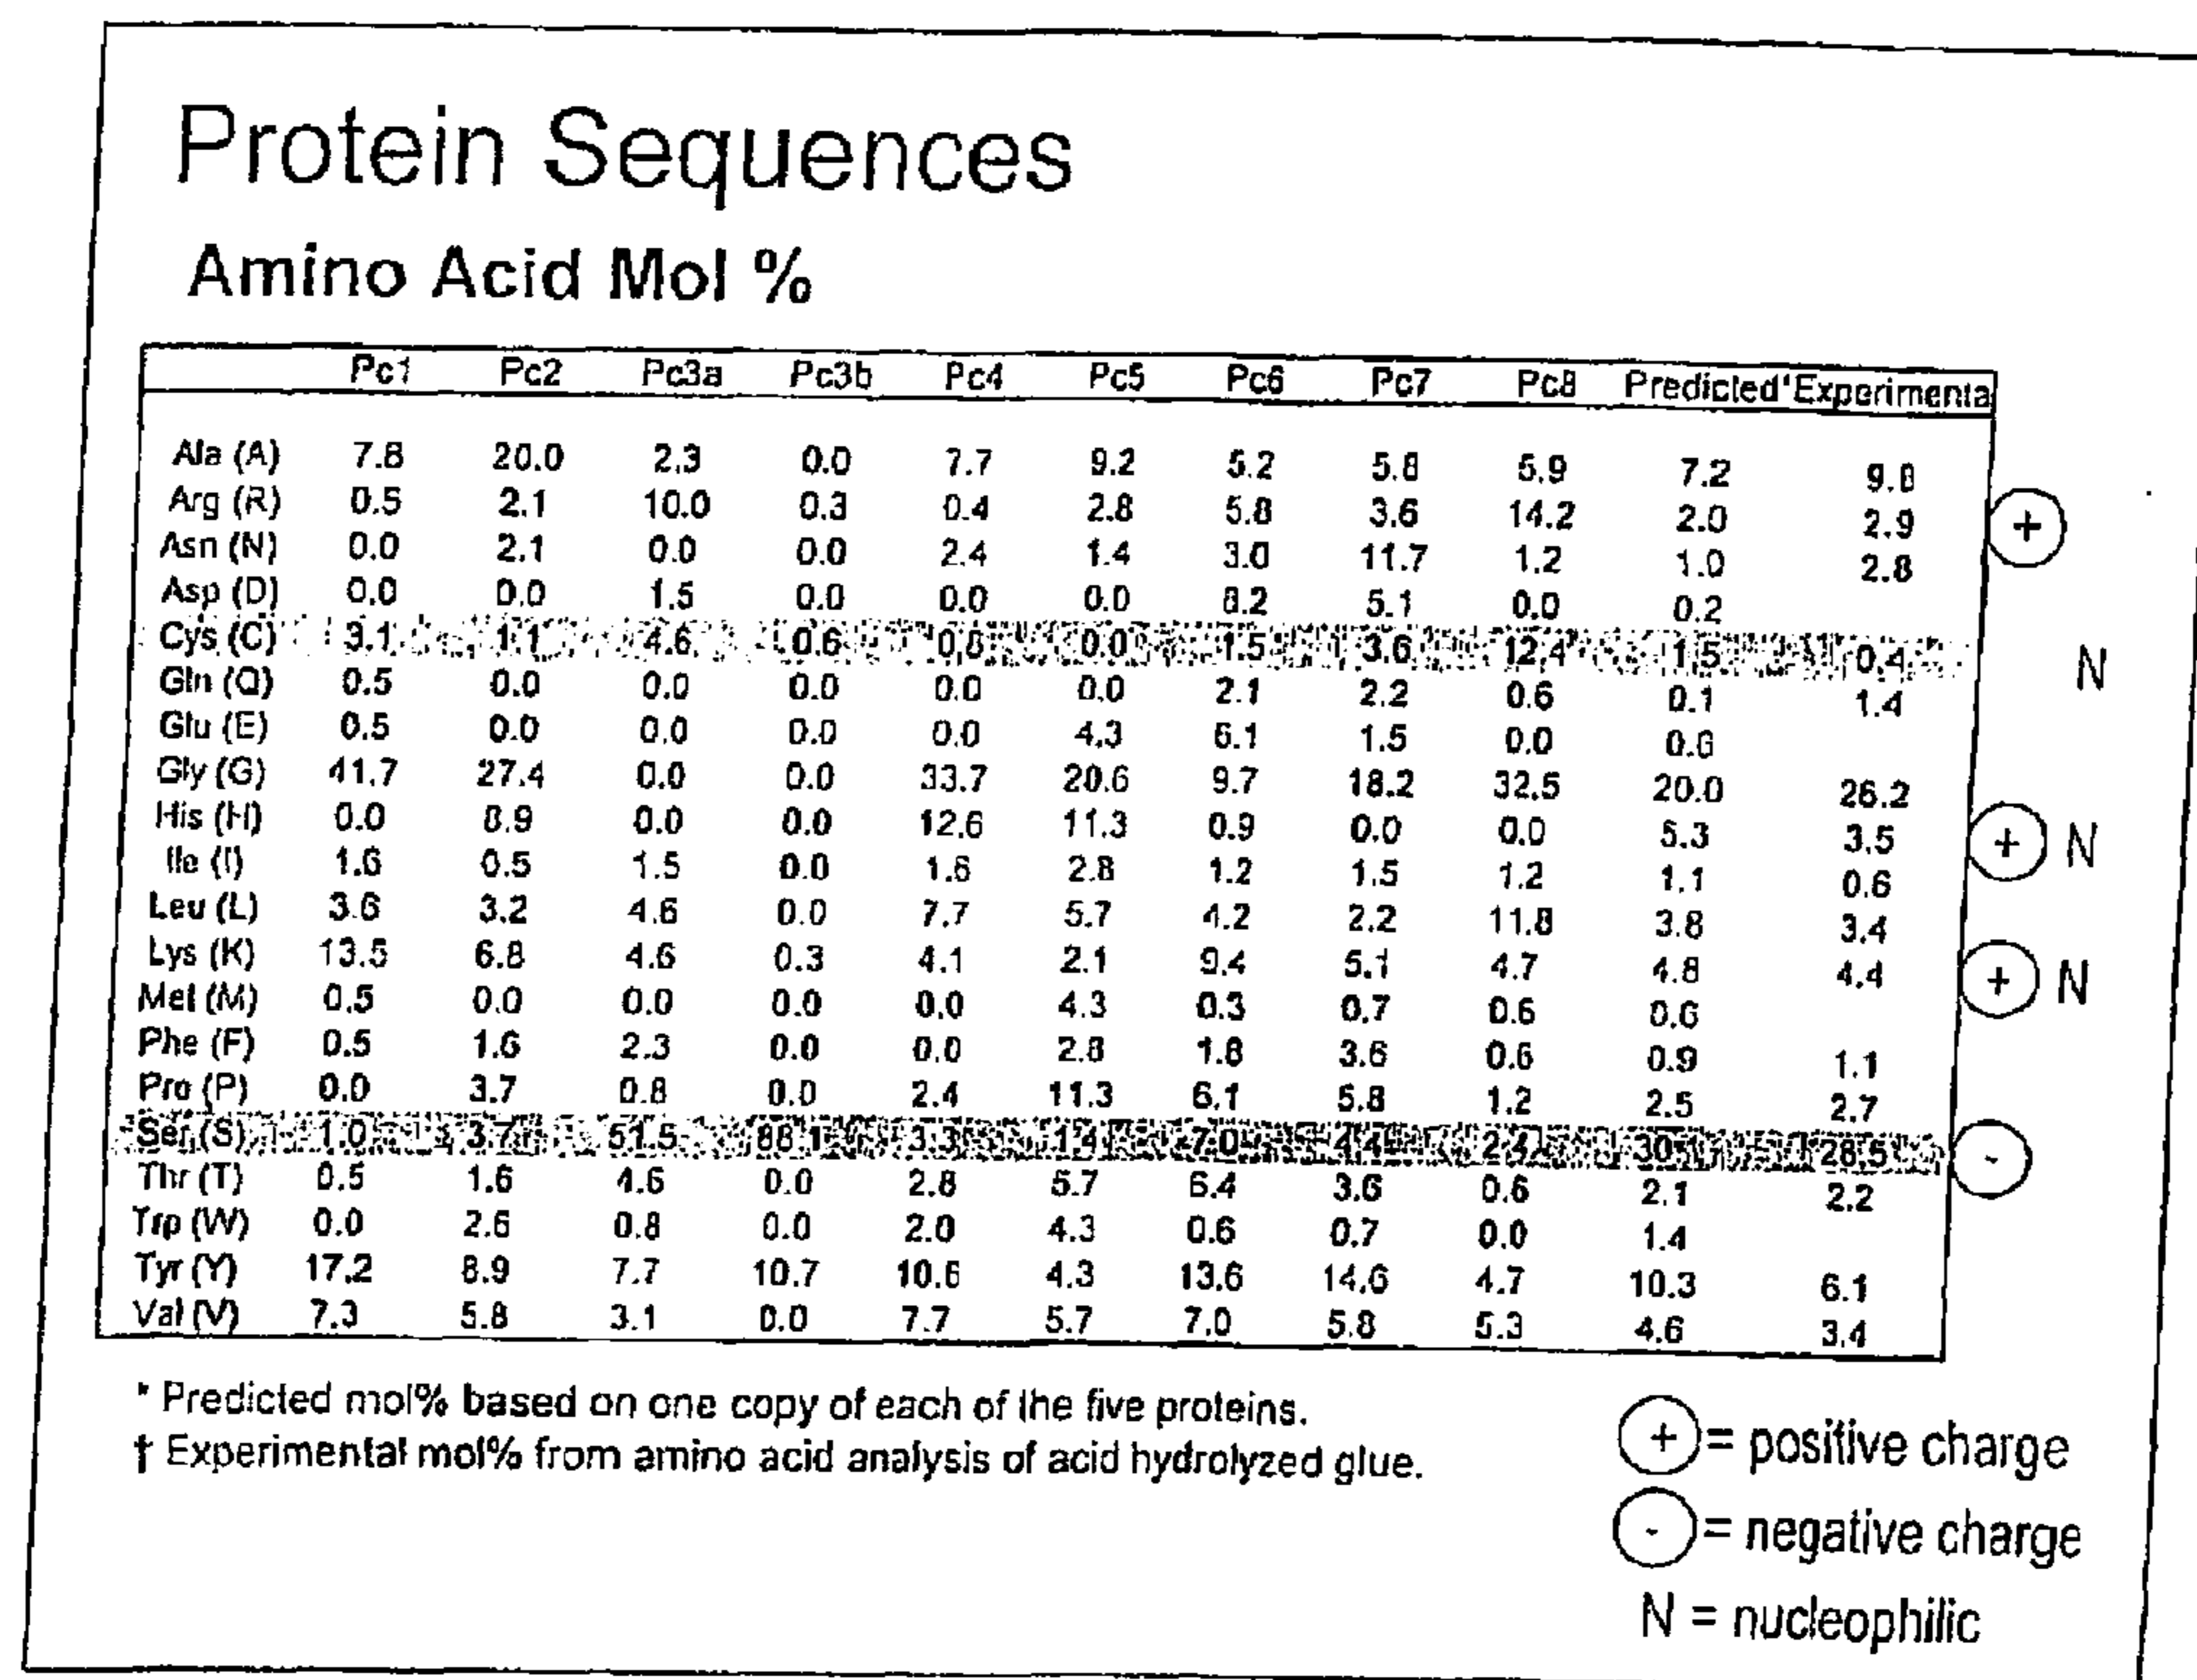 Protein Sequences
Amino Acid Mol %
Pc1 Pc2 Pc3a Pc3b Pc4 Pc5 Pc6 Pc7 Pc8 Predicted* Experimenta
Ala (A) 7.8 20.0 2.3 0.0 7.7 9.2 5.2 5.8 5.9 7.2 9.8
Arg (R) 0.5 2.1 10.0 0.3 0.4 2.8 5.8 3.6 14.2 2.0 2.9 +
Asn (N) 0.0 2.1 0.0 0.0 2.4 1.4 3.0 11.7 1.2 1.0 2.8
Asp (D) 0.0 0.0 1.5 0.0 0.0 0.0 8.2 5.1 0.0 0.2
Cys (C) 3.1 1.1 4.6 0.6 0.8 0.0 1.5 3.6 12.4 1.5 0.4 N
Gln (Q) 0.5 0.0 0.0 0.0 0.0 0.0 2.1 2.2 0.6 0.1 1.4
Glu (E) 0.5 0.0 0.0 0.0 0.0 4.3 6.1 1.5 0.0 0.6
Gly (G) 41.7 27.4 0.0 0.0 33.7 20.6 9.7 18.2 32.5 20.0 26.2
His (H) 0.0 8.9 0.0 0.0 12.6 11.3 0.9 0.0 0.0 5.3 3.5 + N
Ile (I) 1.6 0.5 1.5 0.0 1.6 2.8 1.2 1.5 1.2 1.1 0.6
Leu (L) 3.6 3.2 4.6 0.0 7.7 5.7 4.2 2.2 11.8 3.8 3.4
Lys (K) 13.5 6.8 4.6 0.3 4.1 2.1 9.4 5.1 4.7 4.8 4.4 + N
Met (M) 0.5 0.0 0.0 0.0 0.0 4.3 0.3 0.7 0.6 0.6
Phe (F) 0.5 1.6 2.3 0.0 0.0 2.8 1.8 3.6 0.6 0.9 1.1
Pro (P) 0.0 3.7 0.8 0.0 2.4 11.3 6.1 5.8 1.2 2.5 2.7
Ser (S) 1.0 3.7 51.5 88.1 3.3 1.4 7.0 4.4 2.4 30.1 28.5 -
Thr (T) 0.5 1.6 4.6 0.0 2.8 5.7 6.4 3.6 0.6 2.1 2.2
Trp (W) 0.0 2.6 0.8 0.0 2.0 4.3 0.6 0.7 0.0 1.4
Tyr (Y) 17.2 8.9 7.7 10.7 10.6 4.3 13.6 14.6 4.7 10.3 6.1
Val (V) 7.3 5.8 3.1 0.0 7.7 5.7 7.0 5.8 5.3 4.6 3.4
* Predicted mol% based on one copy of each of the five proteins.
† Experimental mol% from amino acid analysis of acid hydrolyzed glue.
+ = positive charge
- = negative charge
N = nucleophilic